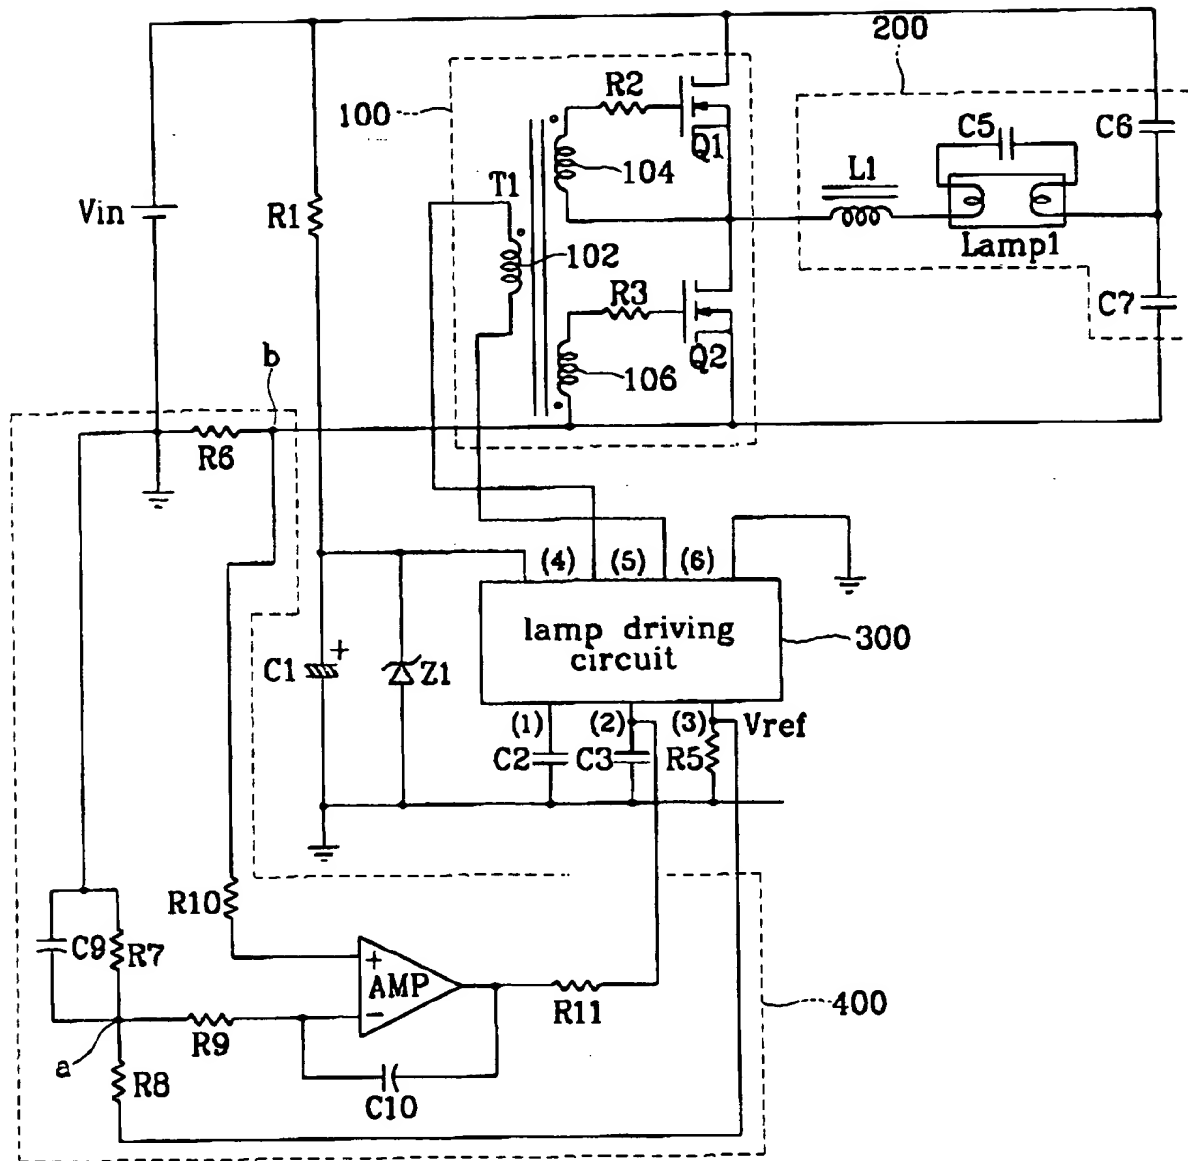 200
100
R2
Q1
104
T1
102
R3
Q2
106
C5
C6
L1
Lamp1
C7
Vin
R1
b
R6
(4)
(5)
(6)
lamp driving
circuit
300
C1
+
Z1
(1)
(2)
(3)
Vref
C2
C3
R5
R10
C9
R7
+
AMP
−
R11
400
a
R9
R8
C10